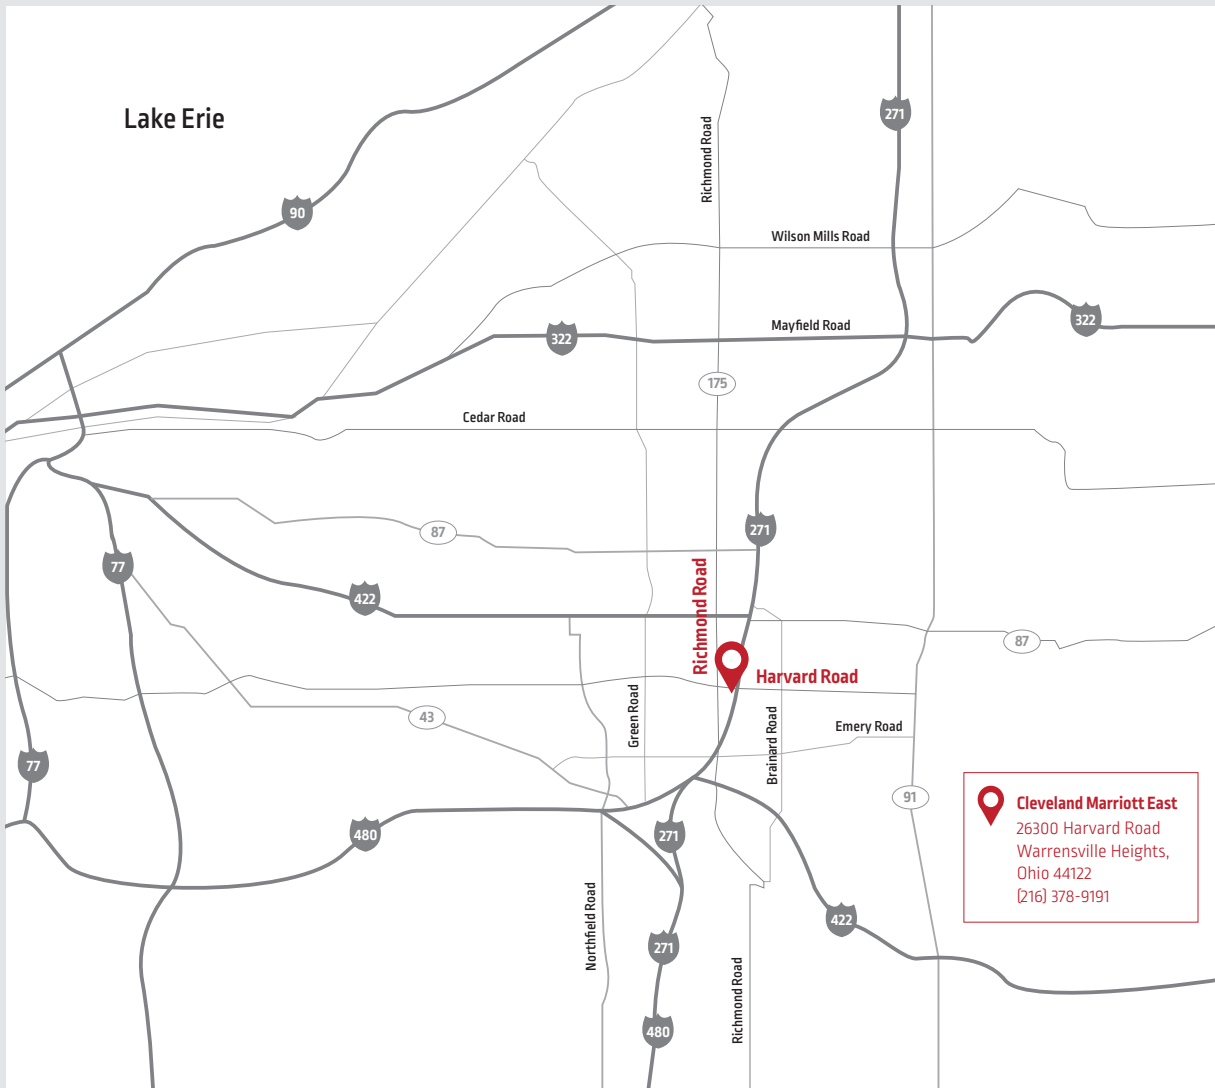 Lake Erie
271
Richmond Road
90
Wilson Mills Road
322
Mayfield Road
322
175
Cedar Road
271
87
77
422
Richmond Road
87
Harvard Road
43
Green Road
Brainard Road
Emery Road
77
91
480
271
Cleveland Marriott East
26300 Harvard Road
Warrensville Heights,
Ohio 44122
(216) 378-9191
422
Northfield Road
271
Richmond Road
480